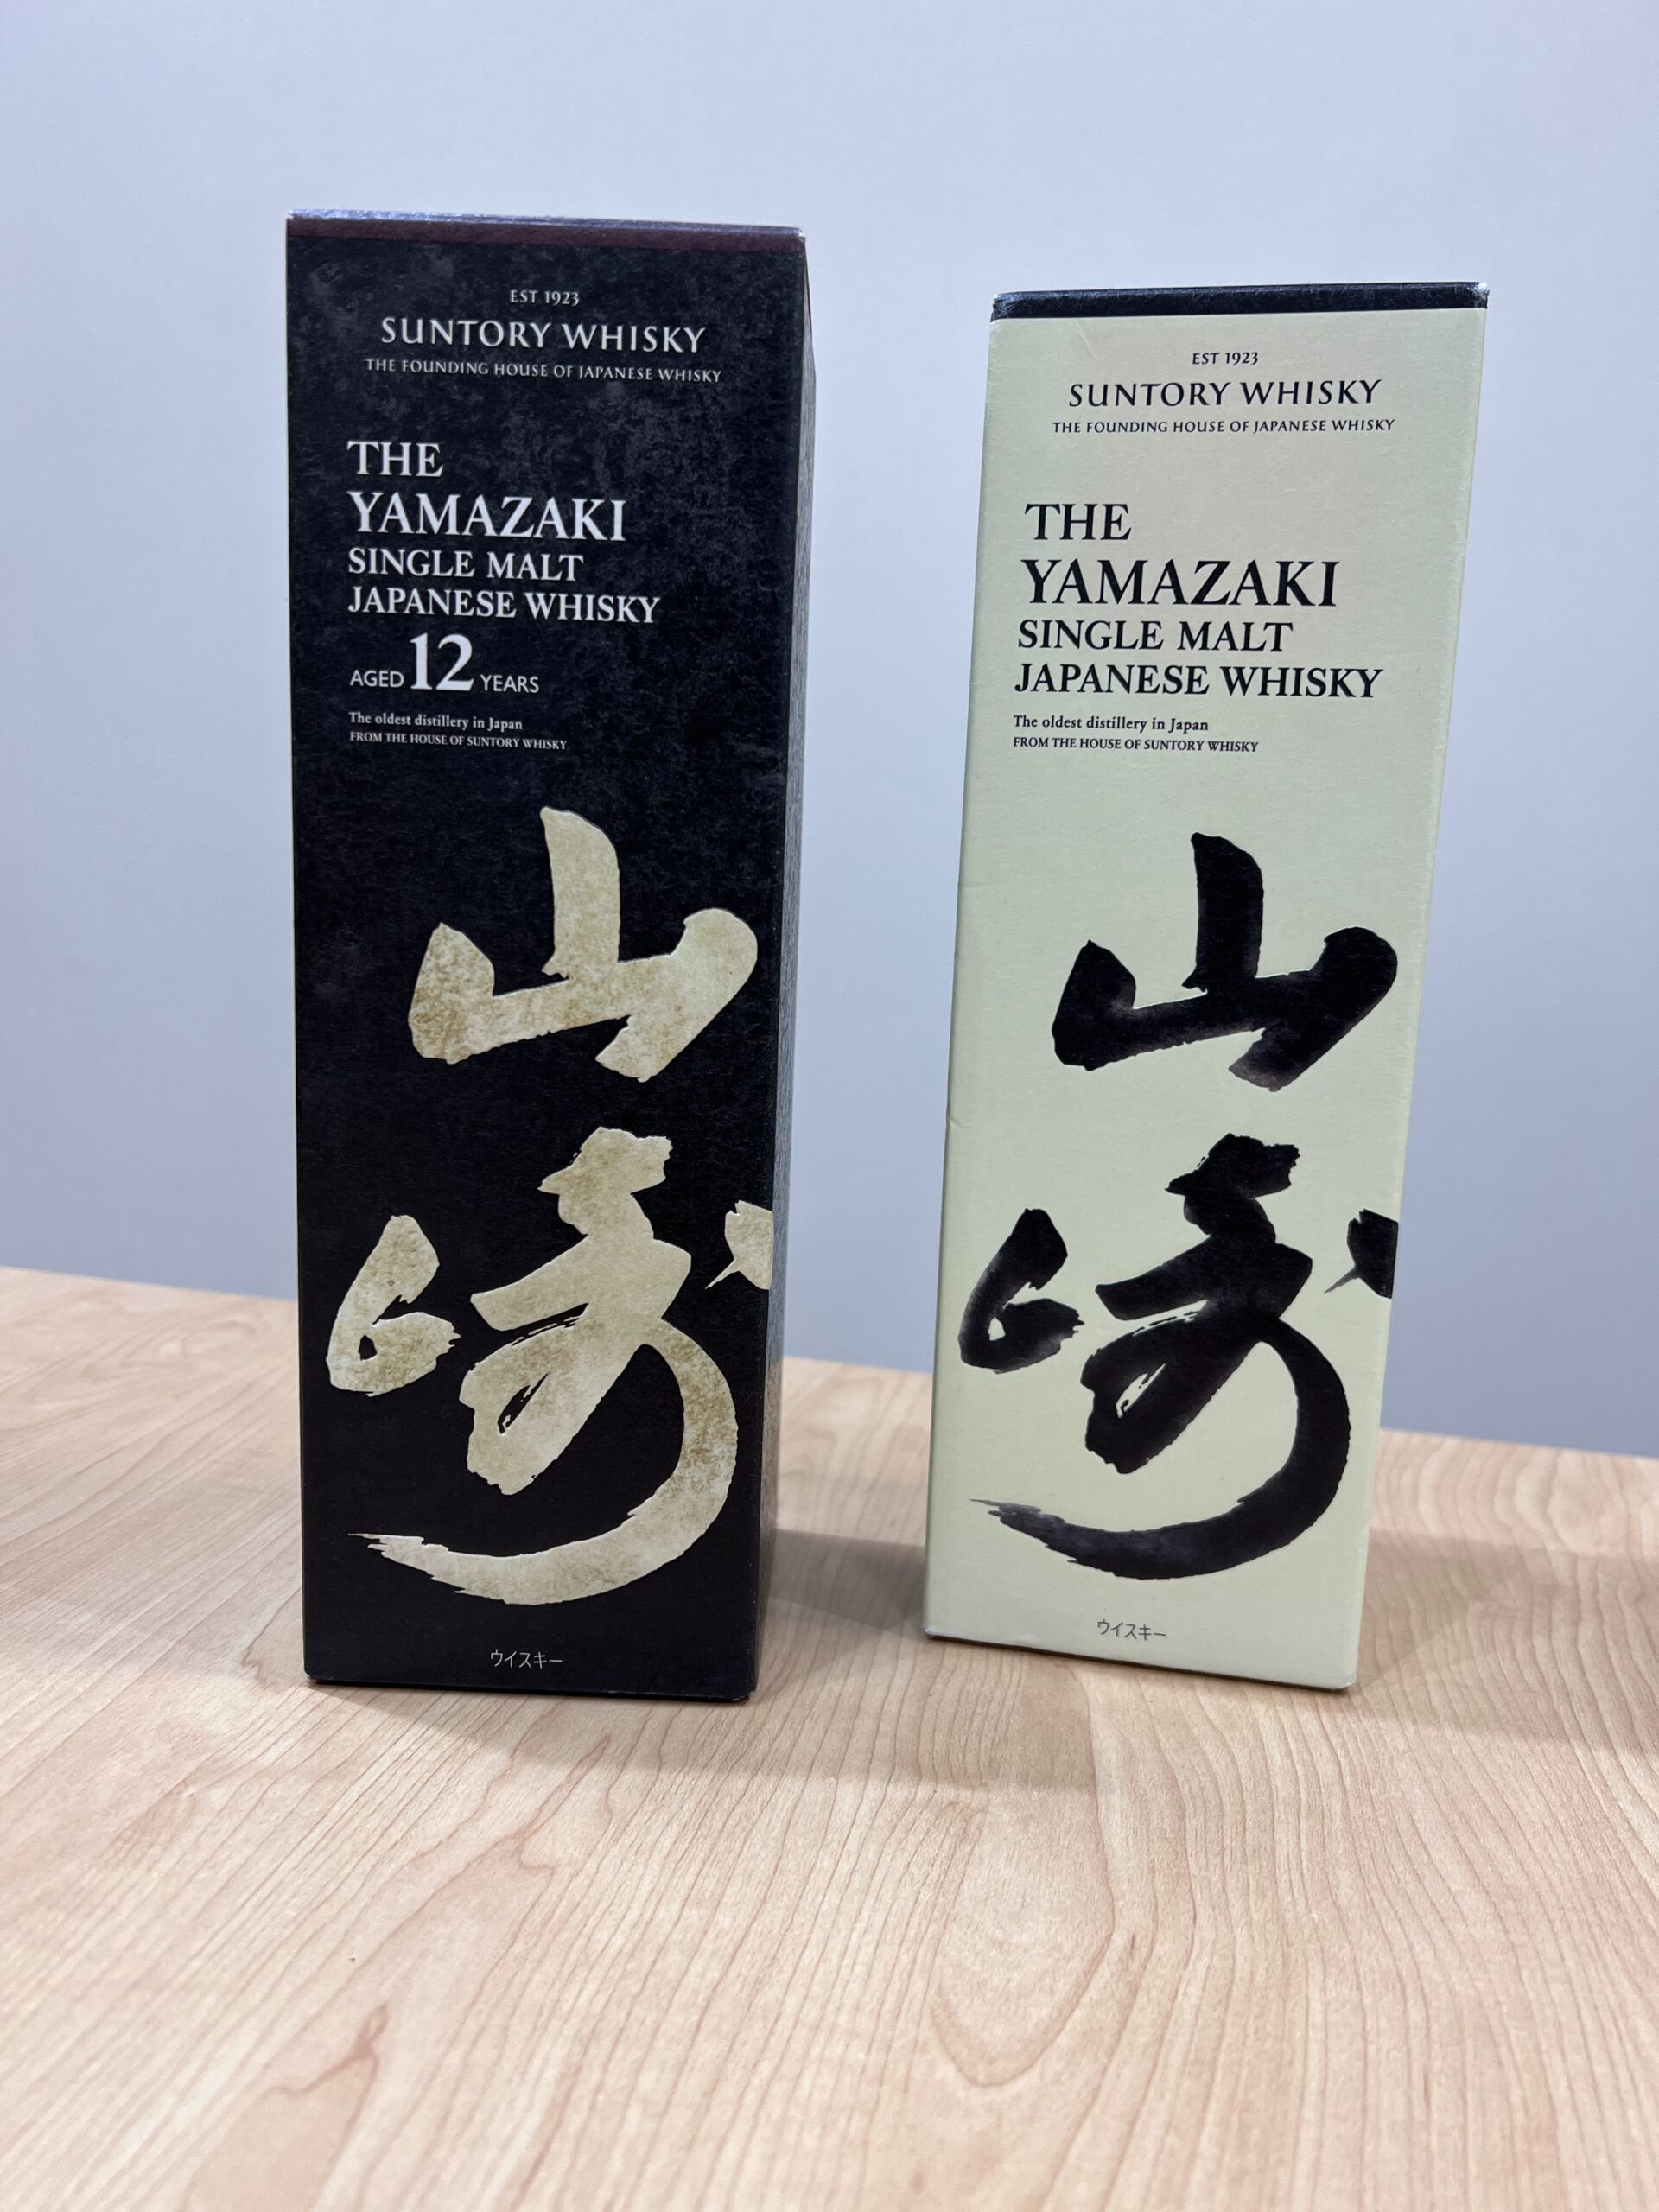 EST 1923
SUNTORY WHISKY
THE FOUNDING HOUSE OF JAPANESE WHISKY
THE
YAMAZAKI
SINGLE MALT
JAPANESE WHISKY
AGED 12 YEARS
The oldest distillery in Japan
FROM THE HOUSE OF SUNTORY WHISKY
山
崎
ウイスキー
EST 1923
SUNTORY WHISKY
THE FOUNDING HOUSE OF JAPANESE WHISKY
THE
YAMAZAKI
SINGLE MALT
JAPANESE WHISKY
The oldest distillery in Japan
FROM THE HOUSE OF SUNTORY WHISKY
山
崎
ウイスキー